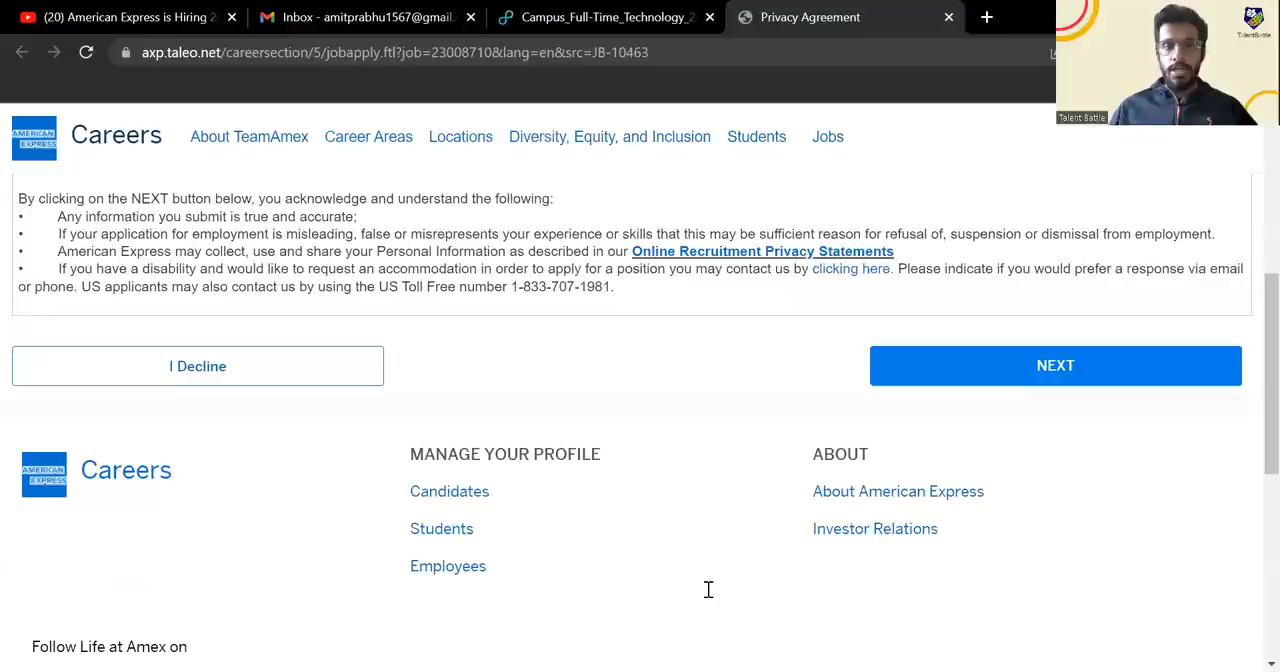 (20) American Express is Hiring 2
Inbox - amitprabhu1567@gmail.
Campus_Full-Time_Technology_2
Privacy Agreement
axp.taleo.net/careersection/5/jobapply.ftl?job=23008710&lang=en&src=JB-10463
TalentBattle
Talent Battle
AMERICAN EXPRESS
Careers
About TeamAmex
Career Areas
Locations
Diversity, Equity, and Inclusion
Students
Jobs
By clicking on the NEXT button below, you acknowledge and understand the following:
• Any information you submit is true and accurate;
• If your application for employment is misleading, false or misrepresents your experience or skills that this may be sufficient reason for refusal of, suspension or dismissal from employment.
• American Express may collect, use and share your Personal Information as described in our Online Recruitment Privacy Statements
• If you have a disability and would like to request an accommodation in order to apply for a position you may contact us by clicking here. Please indicate if you would prefer a response via email
or phone. US applicants may also contact us by using the US Toll Free number 1-833-707-1981.
I Decline
NEXT
AMERICAN EXPRESS
Careers
MANAGE YOUR PROFILE
ABOUT
Candidates
About American Express
Students
Investor Relations
Employees
Follow Life at Amex on